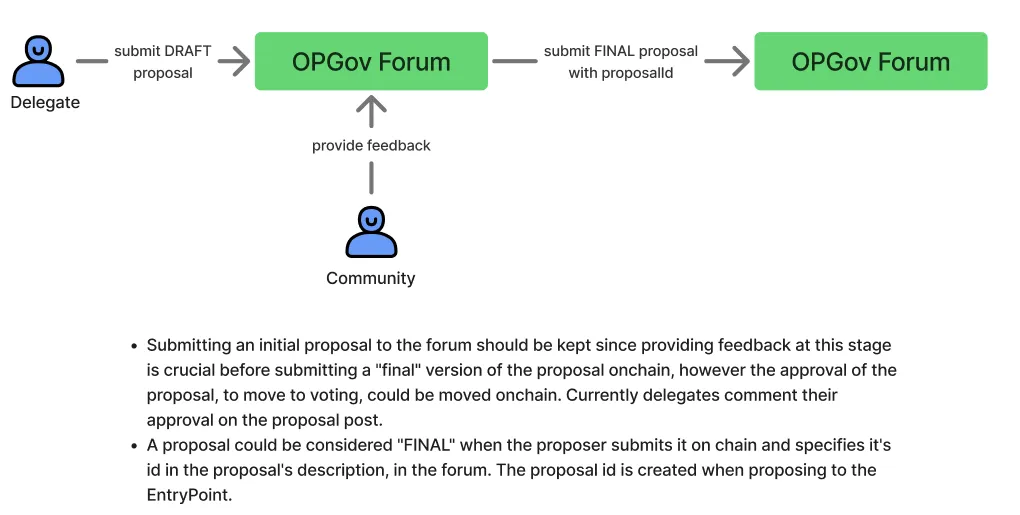 submit DRAFT
proposal
OPGov Forum
submit FINAL proposal
with proposalId
OPGov Forum
Delegate
provide feedback
Community
• Submitting an initial proposal to the forum should be kept since providing feedback at this stage
is crucial before submitting a "final" version of the proposal onchain, however the approval of the
proposal, to move to voting, could be moved onchain. Currently delegates comment their
approval on the proposal post.
• A proposal could be considered "FINAL" when the proposer submits it on chain and specifies it's
id in the proposal's description, in the forum. The proposal id is created when proposing to the
EntryPoint.